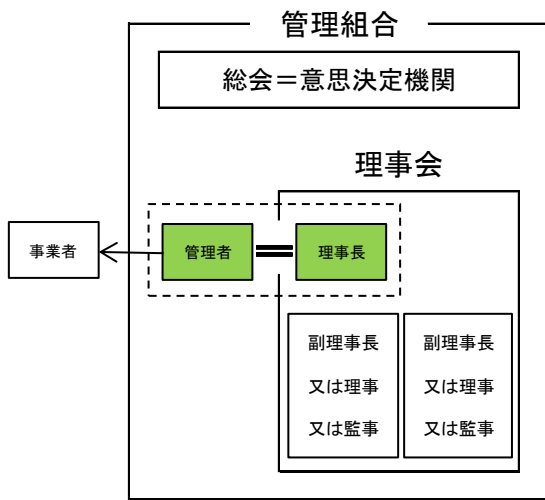 管理組合
総会＝意思決定機関
理事会
事業者
管理者
理事長
副理事長
又は理事
又は監事
副理事長
又は理事
又は監事